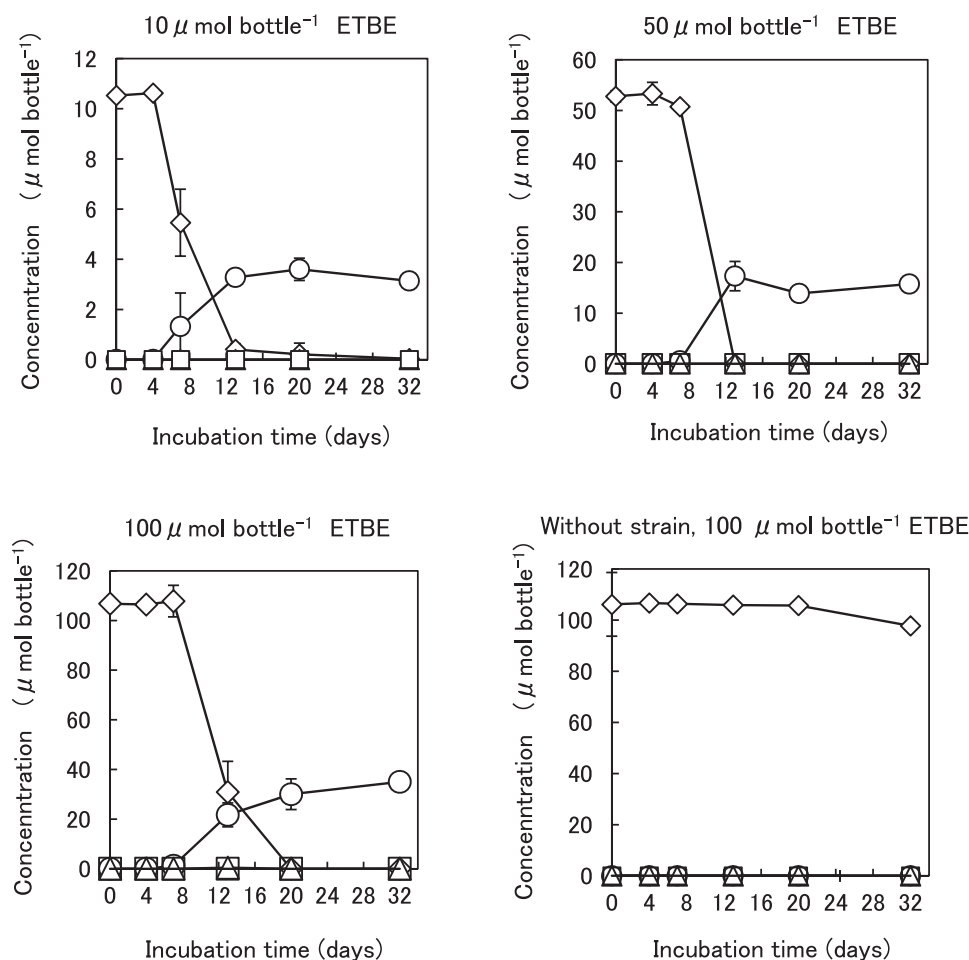 10 μ mol bottle⁻¹ ETBE
Concenntration (μ mol bottle⁻¹)
12
10
8
6
4
2
0
0 4 8 12 16 20 24 28 32
Incubation time (days)
50 μ mol bottle⁻¹ ETBE
Concenntration (μ mol bottle⁻¹)
60
50
40
30
20
10
0
0 4 8 12 16 20 24 28 32
Incubation time (days)
100 μ mol bottle⁻¹ ETBE
Concenntration (μ mol bottle⁻¹)
120
100
80
60
40
20
0
0 4 8 12 16 20 24 28 32
Incubation time (days)
Without strain, 100 μ mol bottle⁻¹ ETBE
Concenntration (μ mol bottle⁻¹)
120
100
80
60
40
20
0
0 4 8 12 16 20 24 28 32
Incubation time (days)